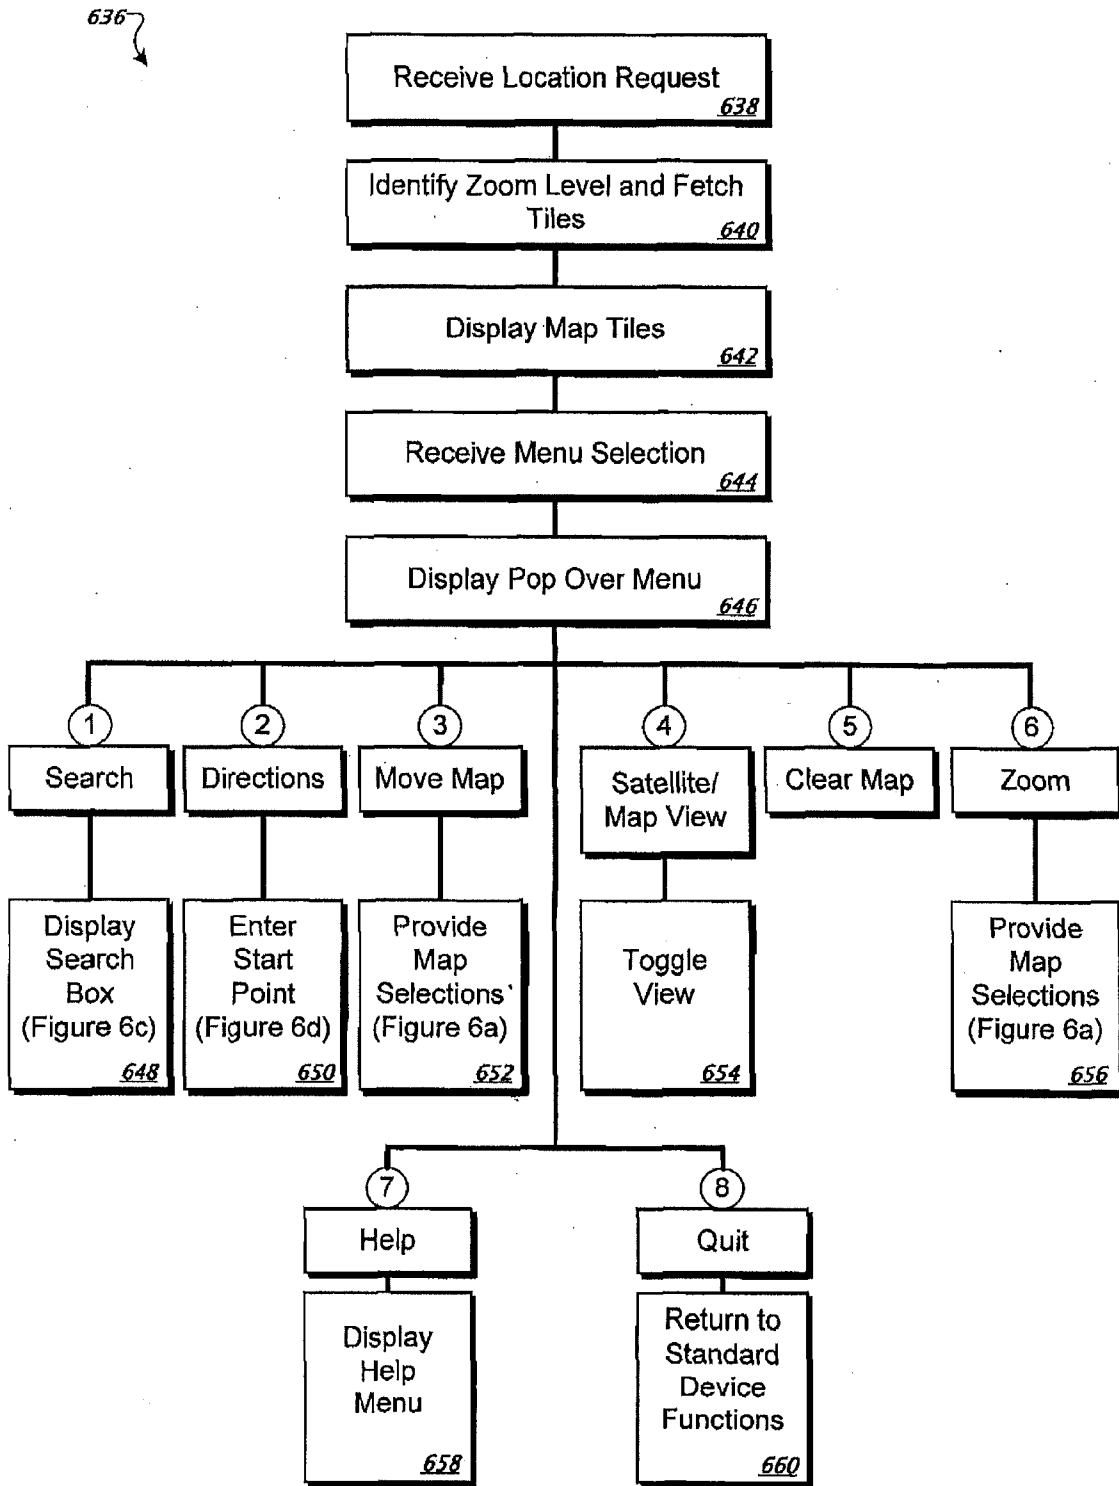 636
Receive Location Request
638
Identify Zoom Level and Fetch
Tiles
640
Display Map Tiles
642
Receive Menu Selection
644
Display Pop Over Menu
646
1
Search
Display
Search
Box
(Figure 6c)
648
2
Directions
Enter
Start
Point
(Figure 6d)
650
3
Move Map
Provide
Map
Selections
(Figure 6a)
652
4
Satellite/
Map View
Toggle
View
654
5
Clear Map
6
Zoom
Provide
Map
Selections
(Figure 6a)
656
7
Help
Display
Help
Menu
658
8
Quit
Return to
Standard
Device
Functions
660